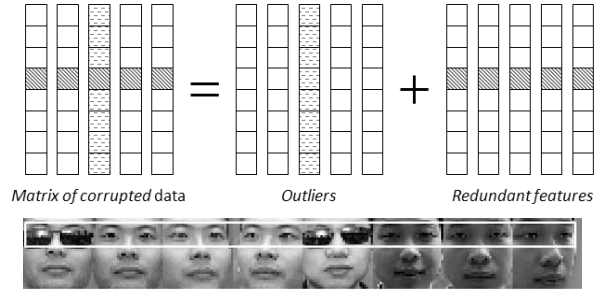 =
+
Matrix of corrupted data
Outliers
Redundant features